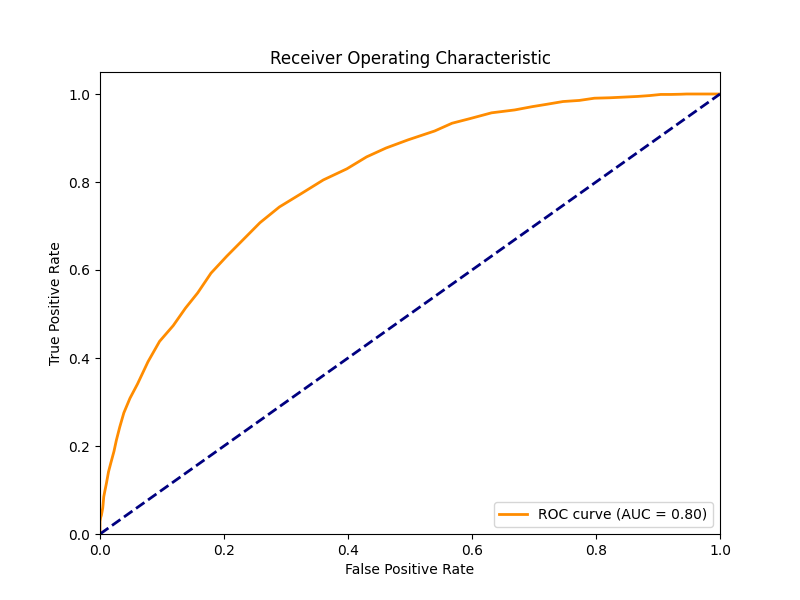 Receiver Operating Characteristic
True Positive Rate
1.0
0.8
0.6
0.4
0.2
0.0
ROC curve (AUC = 0.80)
0.0 0.2 0.4 0.6 0.8 1.0
False Positive Rate